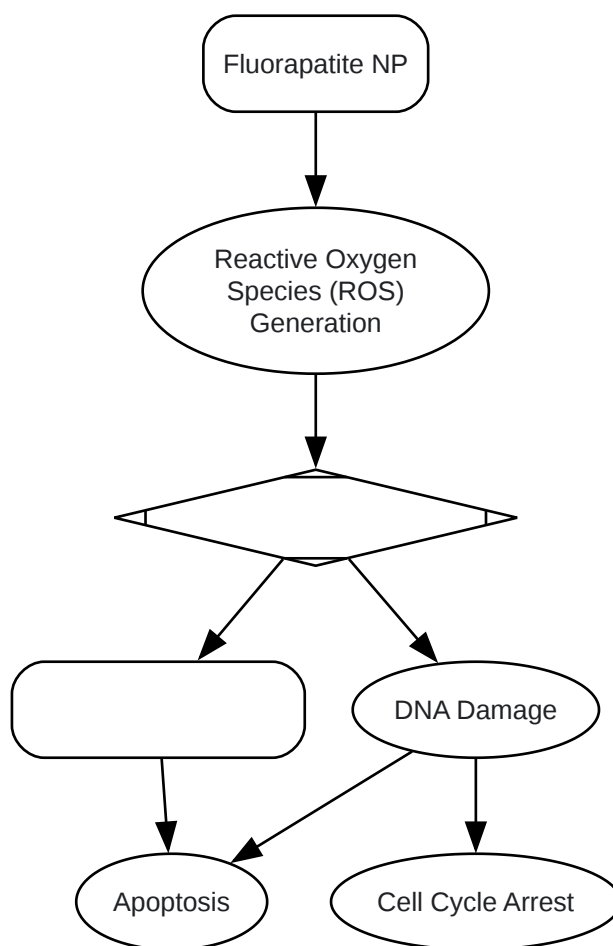 Fluorapatite NP
Reactive Oxygen
Species (ROS)
Generation
DNA Damage
Apoptosis
Cell Cycle Arrest